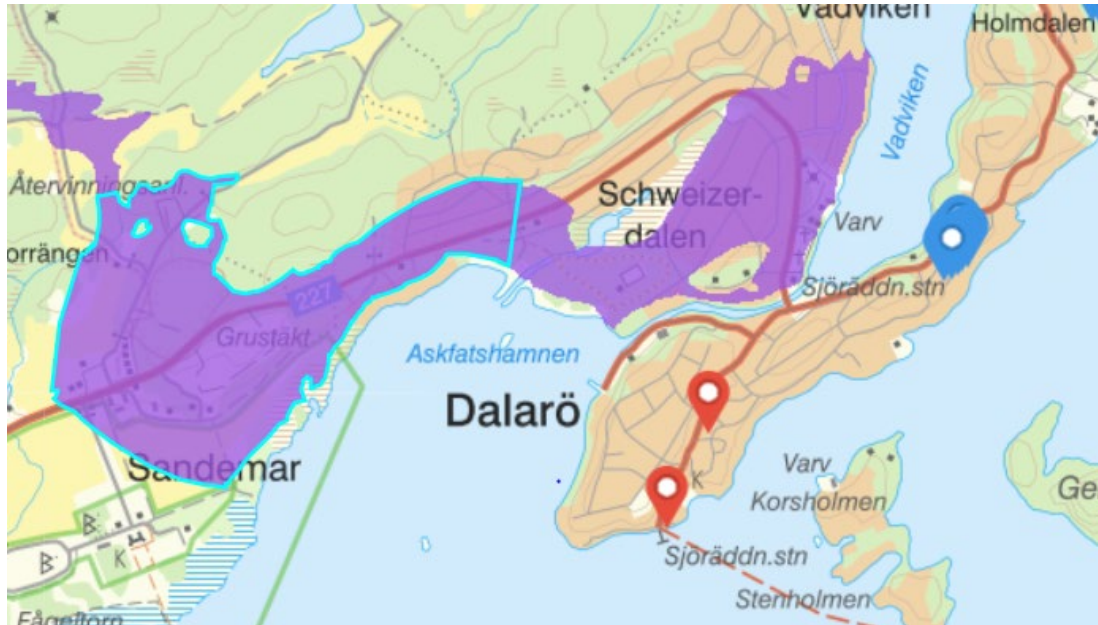 Vadviken
Holmdalen
Vadviken
Återvinningsanl.
Schweizer-
dalen
Varv
orrängen
Sjöräddn.stn
227
Grustäkt
Askfatshamnen
Dalarö
Sandemar
Varv
Korsholmen
Ge
B
K
B
K
Sjöräddn.stn
Stenholmen
Fågeltorn